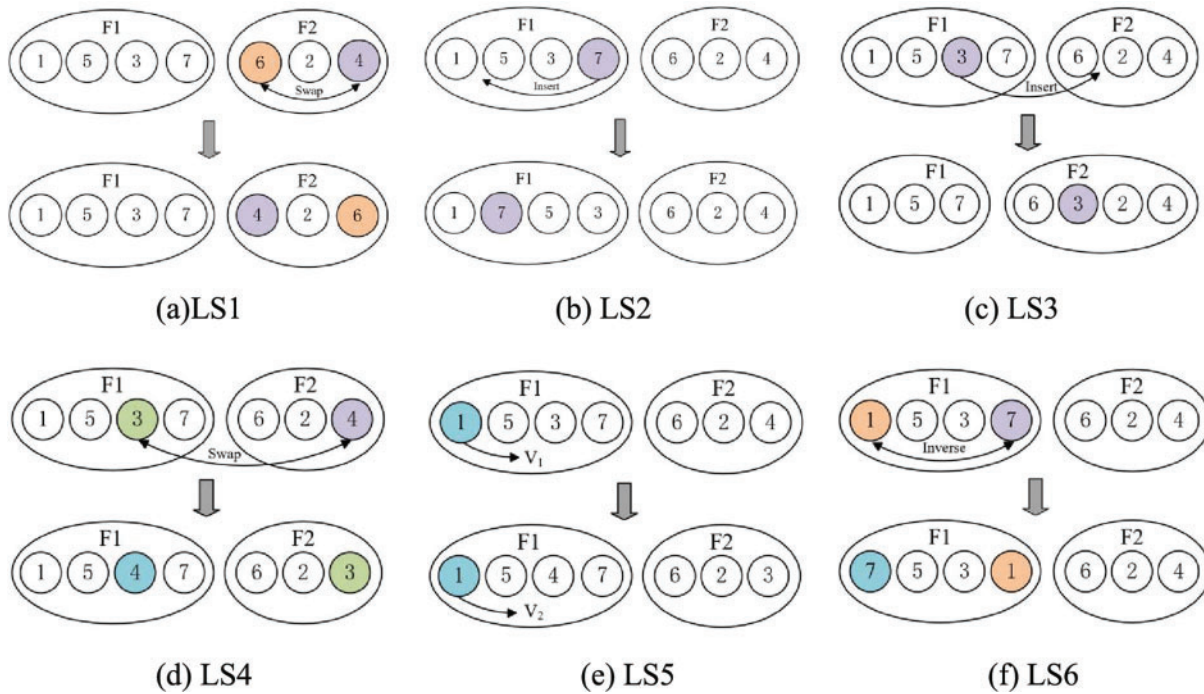 F1 F2
1 5 3 7 6 2 4
Swap
F1 F2
1 5 3 7 4 2 6
(a)LS1
F1 F2
1 5 3 7 6 2 4
Insert
F1 F2
1 7 5 3 6 2 4
(b) LS2
F1 F2
1 5 3 7 6 2 4
Insert
F1 F2
1 5 7 6 3 2 4
(c) LS3
F1 F2
1 5 3 7 6 2 4
Swap
F1 F2
1 5 4 7 6 2 3
(d) LS4
F1 F2
1 5 3 7 6 2 4
V1
F1 F2
1 5 4 7 6 2 3
V2
(e) LS5
F1 F2
1 5 3 7 6 2 4
Inverse
F1 F2
7 5 3 1 6 2 4
(f) LS6